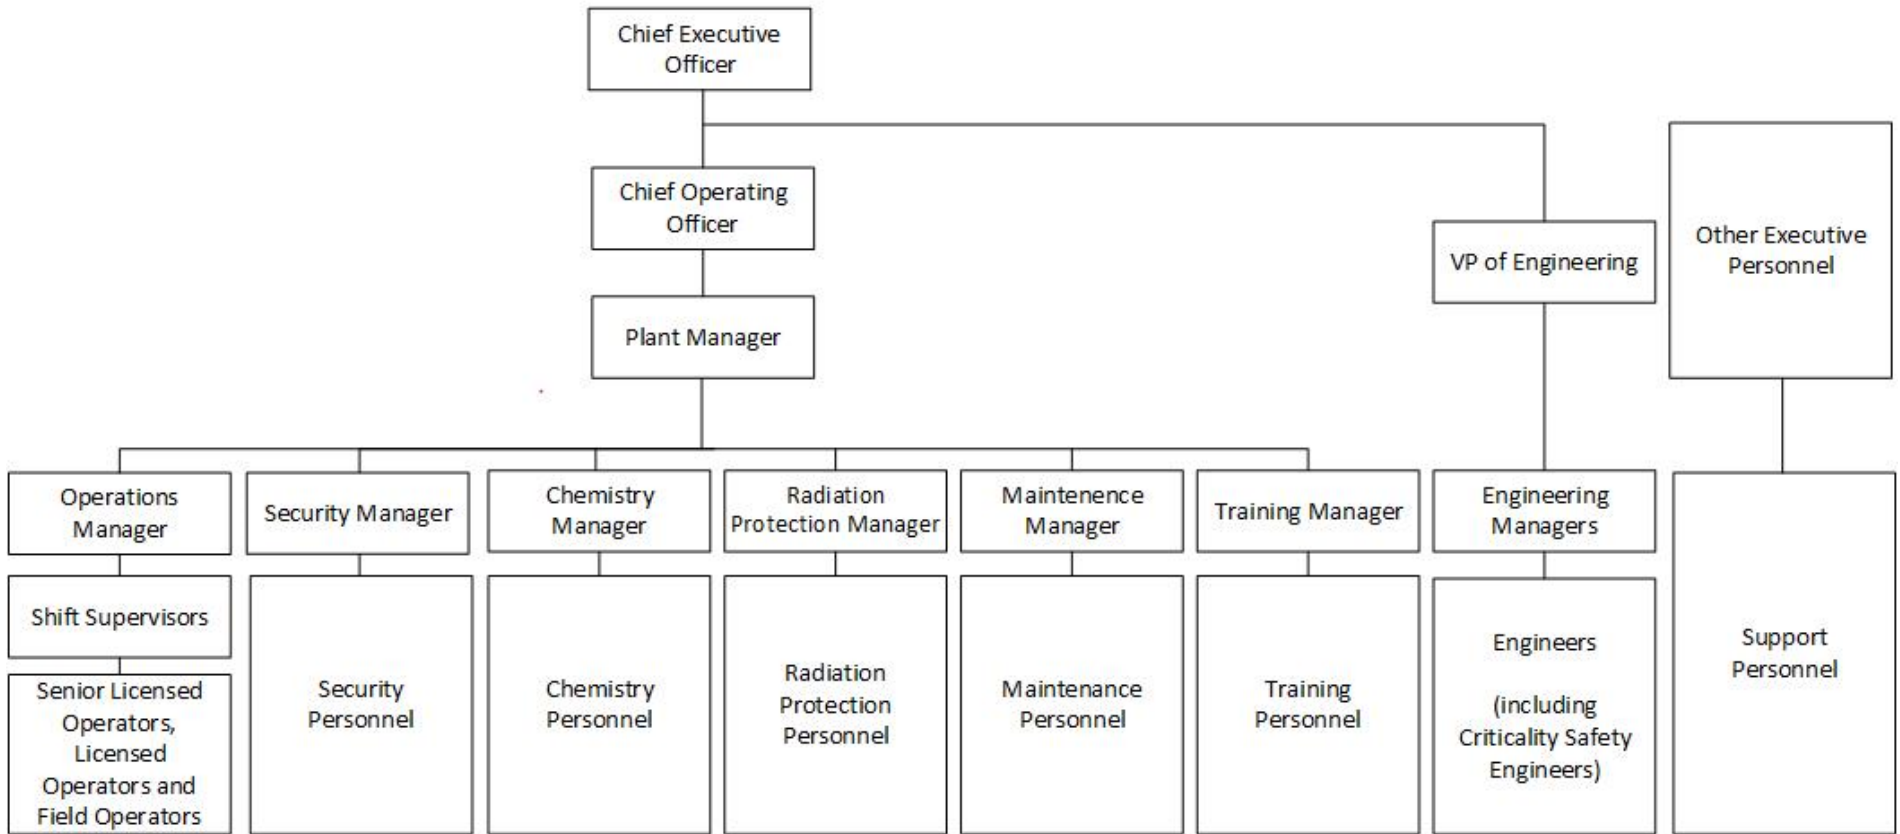 Chief Executive
Officer
Chief Operating
Officer
Plant Manager
VP of Engineering
Other Executive
Personnel
Operations
Manager
Security Manager
Chemistry
Manager
Radiation
Protection Manager
Maintenence
Manager
Training Manager
Engineering
Managers
Shift Supervisors
Senior Licensed
Operators,
Licensed
Operators and
Field Operators
Security
Personnel
Chemistry
Personnel
Radiation
Protection
Personnel
Maintenance
Personnel
Training
Personnel
Engineers
(including
Criticality Safety
Engineers)
Support
Personnel